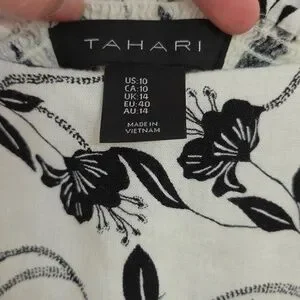 TAHARI
US:10
CA:10
UK:14
EU:40
AU:14
MADE IN
VIETNAM